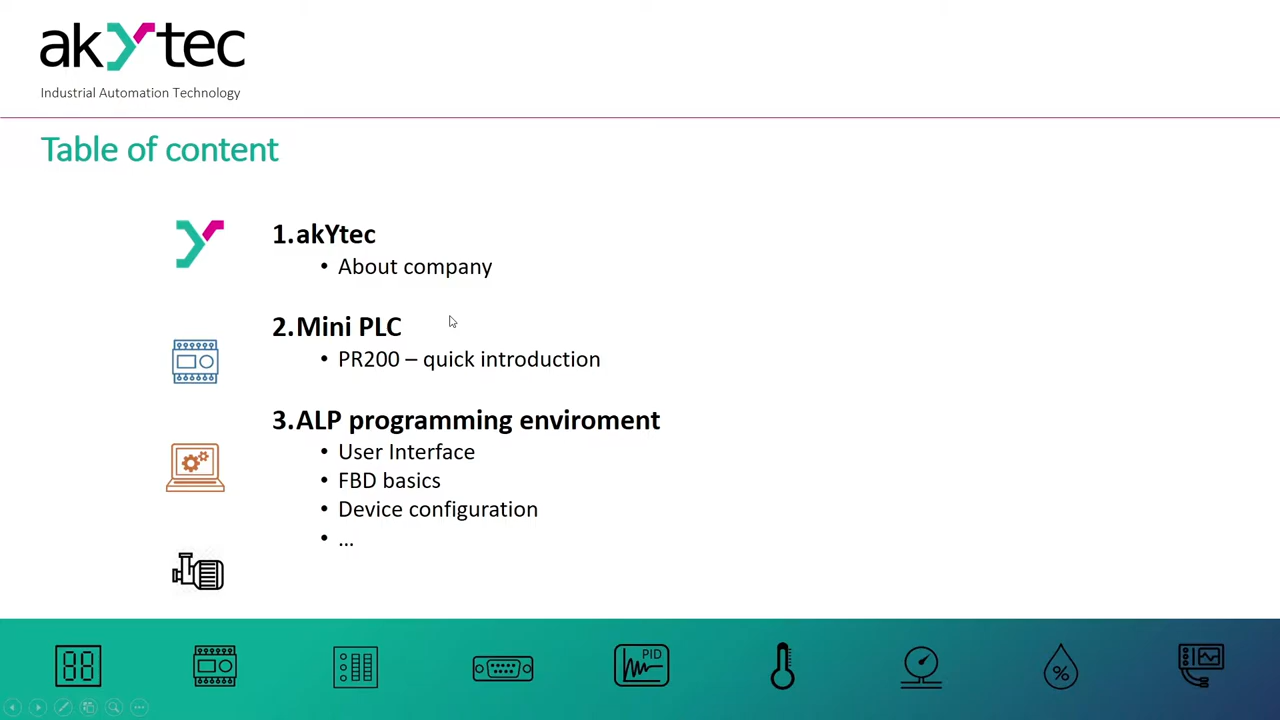 akYtec
Industrial Automation Technology
Table of content
1.akYtec
• About company
2.Mini PLC
• PR200 – quick introduction
3.ALP programming enviroment
• User Interface
• FBD basics
• Device configuration
• ...
PID
%